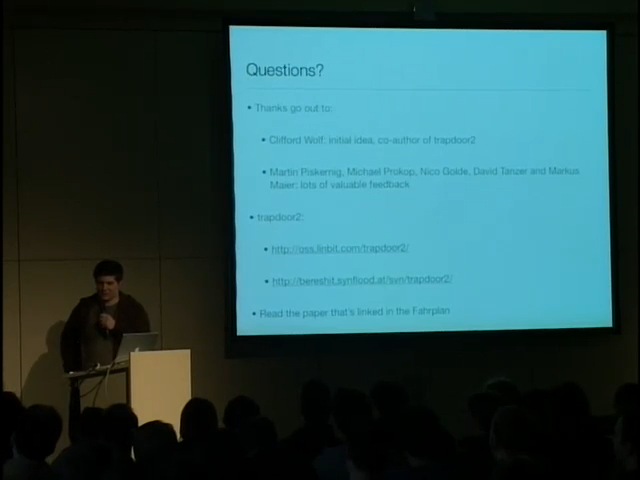 Questions?
• Thanks go out to:
• Clifford Wolf: initial idea, co-author of trapdoor2
• Martin Piskernig, Michael Prokop, Nico Golde, David Tanzer and Markus
Maier: lots of valuable feedback
• trapdoor2:
• http://oss.linbit.com/trapdoor2/
• http://bereshit.synflood.at/svn/trapdoor2/
• Read the paper that's linked in the Fahrplan